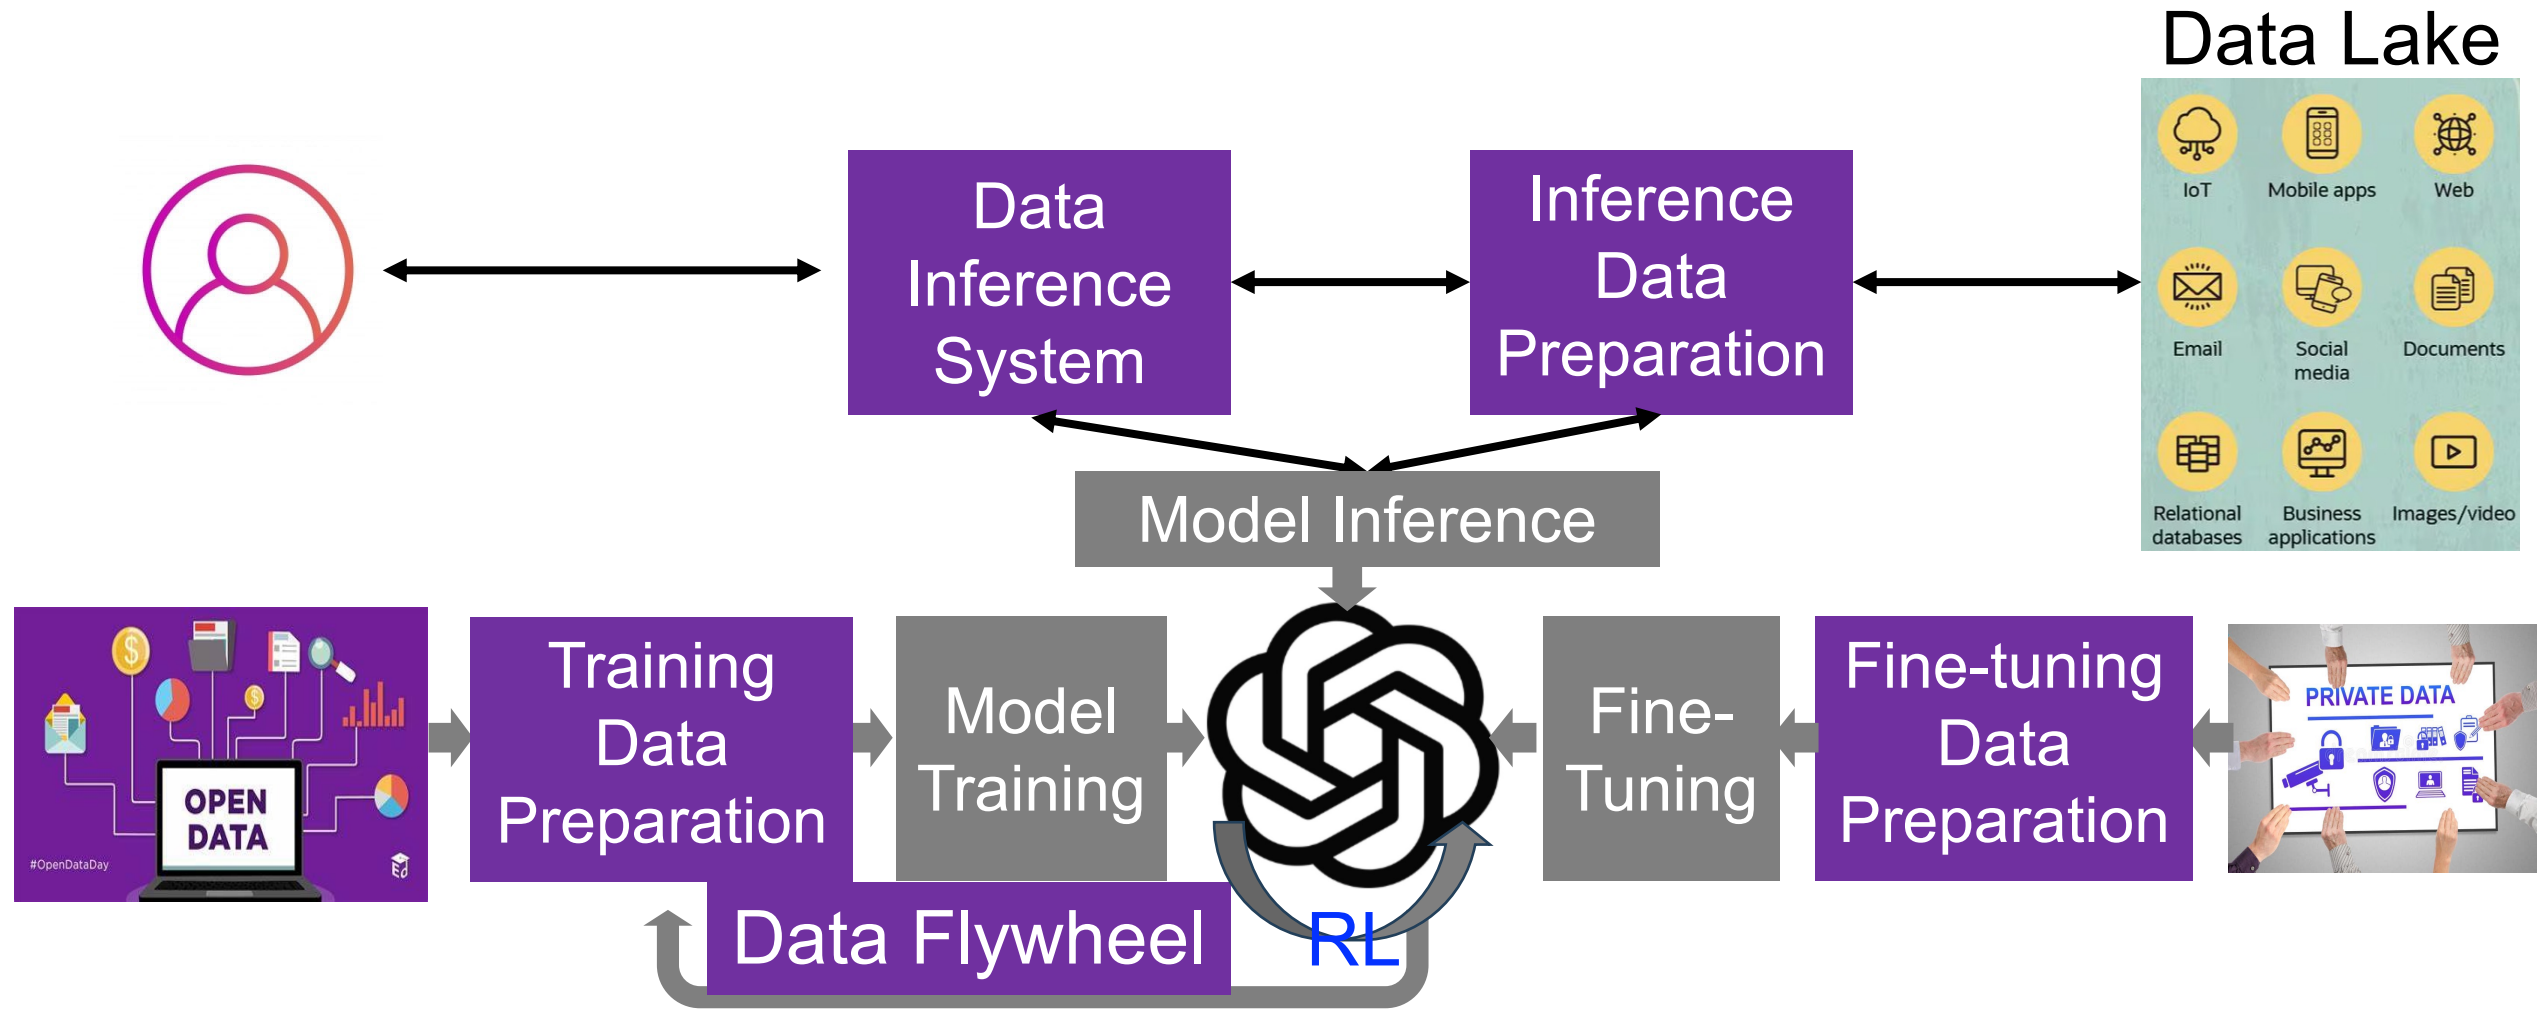 Data Lake
Data
Inference
System
Inference
Data
Preparation
IoT
Mobile apps
Web
Email
Social
media
Documents
Relational
databases
Business
applications
Images/video
Model Inference
OPEN
DATA
#OpenDataDay
Ed
Training
Data
Preparation
Model
Training
Fine-
Tuning
Fine-tuning
Data
Preparation
PRIVATE DATA
Data Flywheel
RL